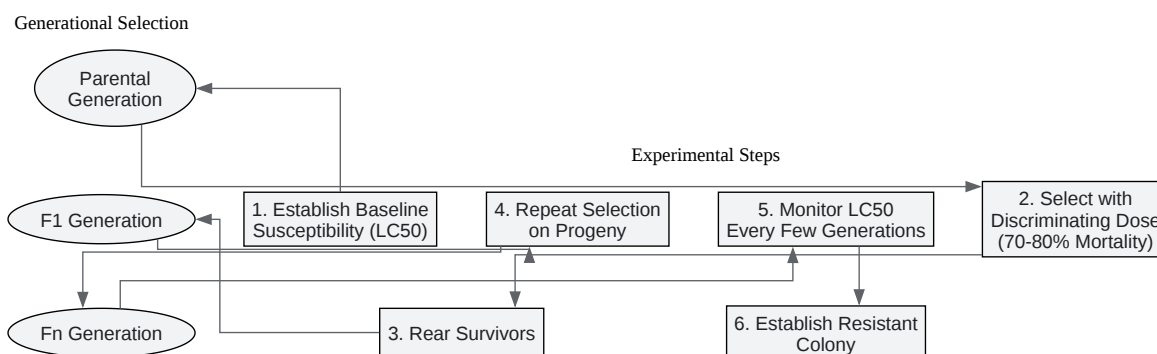 Generational Selection
Parental
Generation
Experimental Steps
F1 Generation
1. Establish Baseline
Susceptibility (LC50)
4. Repeat Selection
on Progeny
5. Monitor LC50
Every Few Generations
2. Select with
Discriminating Dose
(70-80% Mortality)
Fn Generation
3. Rear Survivors
6. Establish Resistant
Colony